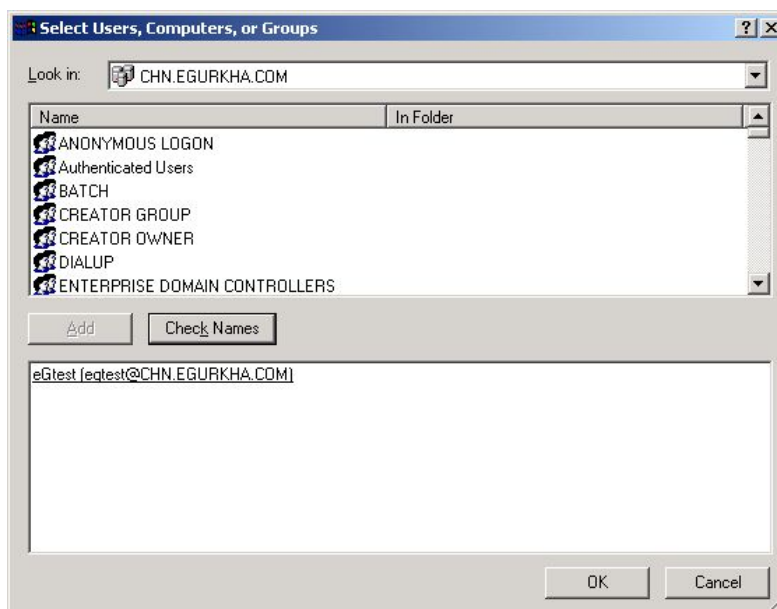 Select Users, Computers, or Groups
Look in: CHN.EGURKHA.COM
Name In Folder
ANONYMOUS LOGON
Authenticated Users
BATCH
CREATOR GROUP
CREATOR OWNER
DIALUP
ENTERPRISE DOMAIN CONTROLLERS
Add Check Names
eGtest (egtest@CHN.EGURKHA.COM)
OK Cancel